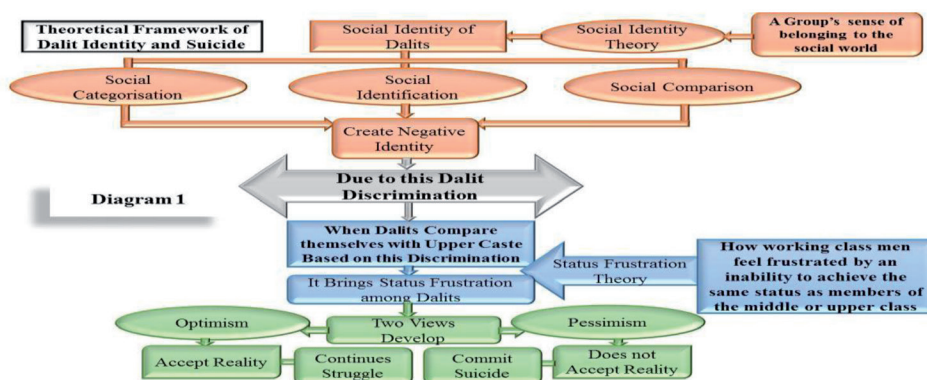 Theoretical Framework of
Dalit Identity and Suicide
Social Identity of
Dalits
Social Identity
Theory
A Group's sense of
belonging to the
social world
Social
Categorisation
Social
Identification
Social Comparison
Create Negative
Identity
Due to this Dalit
Discrimination
Diagram 1
When Dalits Compare
themselves with Upper Caste
Based on this Discrimination
Status Frustration
Theory
How working class men
feel frustrated by an
inability to achieve the
same status as members of
the middle or upper class
It Brings Status Frustration
among Dalits
Optimism
Two Views
Develop
Pessimism
Accept Reality
Continues
Struggle
Commit
Suicide
Does not
Accept Reality